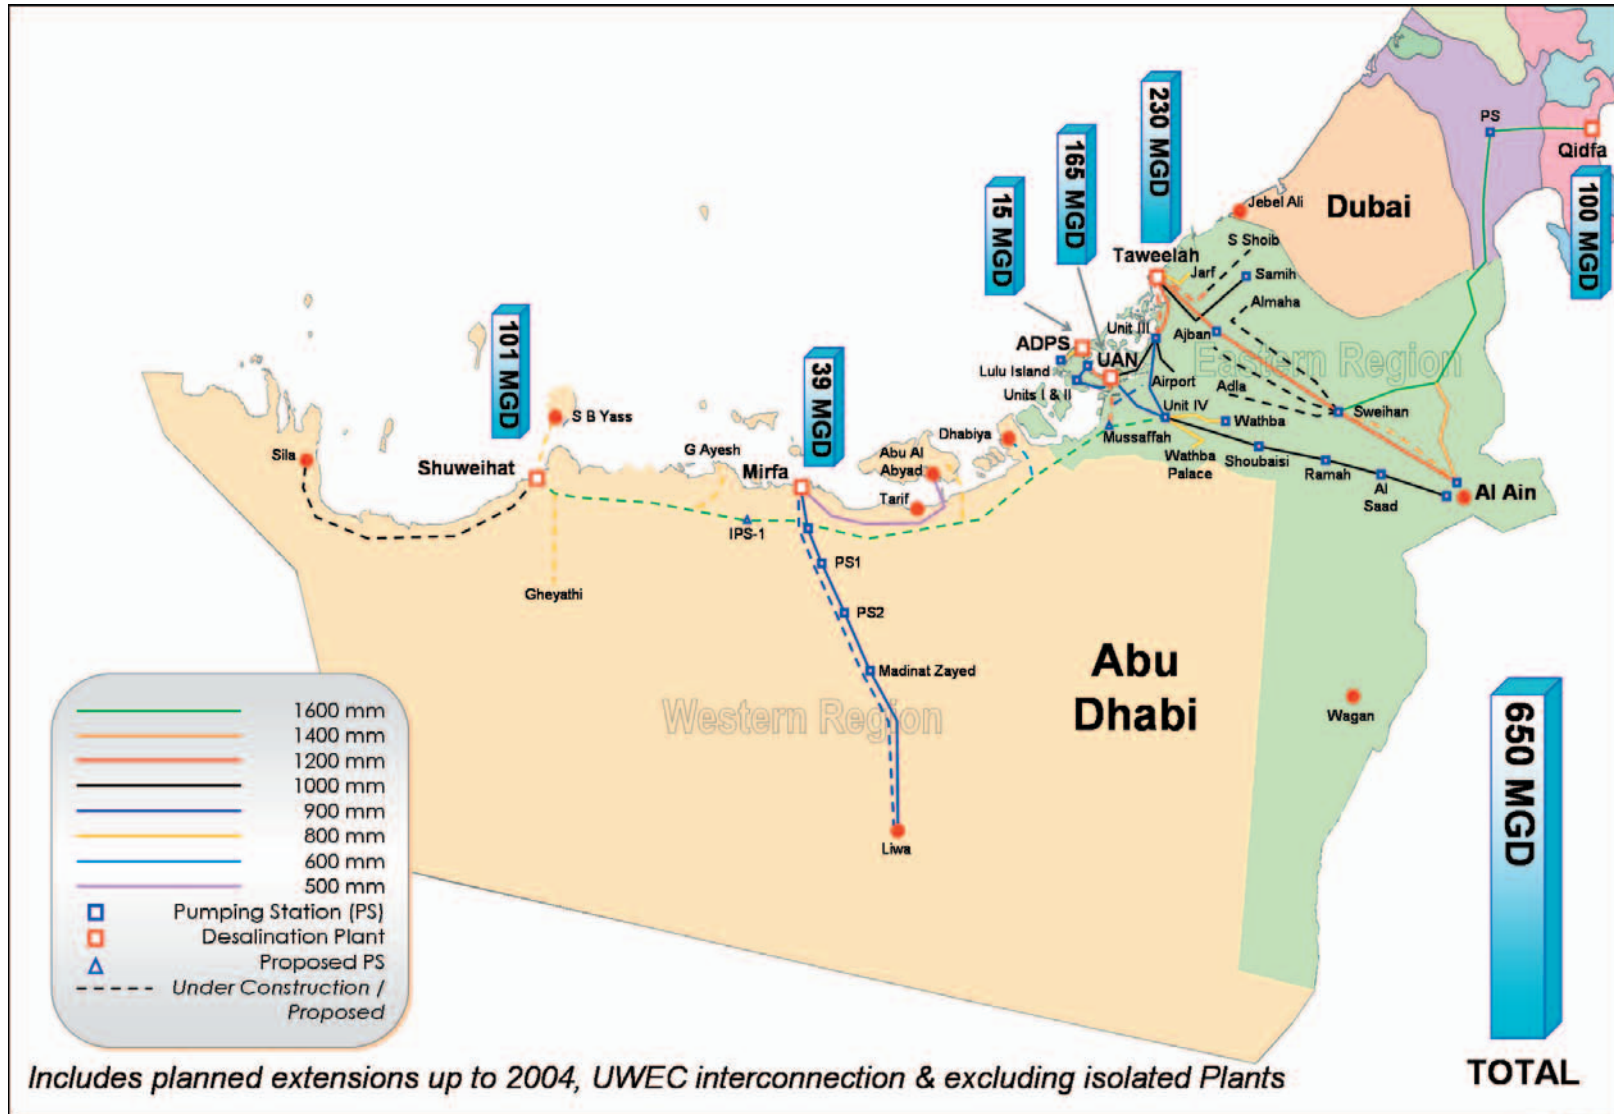 230 MGD
165 MGD
15 MGD
100 MGD
101 MGD
39 MGD
650 MGD
TOTAL
PS
Qidfa
Dubai
Jebel Ali
S Shoib
Taweelah
Jarf
Samih
Almaha
Unit III
Ajban
Eastern Region
ADPS
UAN
Lulu Island
Airport
Adla
Units I & II
Unit IV
Sweihan
Wathba
Mussaffah
Wathba
Palace
Shoubaisi
Ramah
Al
Saad
Al Ain
Dhabiya
Abu Al
Abyad
Tarif
S B Yass
Sila
Shuweihat
G Ayesh
Mirfa
IPS-1
PS1
Gheyathi
PS2
Madinat Zayed
Western Region
Abu
Dhabi
Wagan
Liwa
1600 mm
1400 mm
1200 mm
1000 mm
900 mm
800 mm
600 mm
500 mm
Pumping Station (PS)
Desalination Plant
Proposed PS
Under Construction /
Proposed
Includes planned extensions up to 2004, UWEC interconnection & excluding isolated Plants